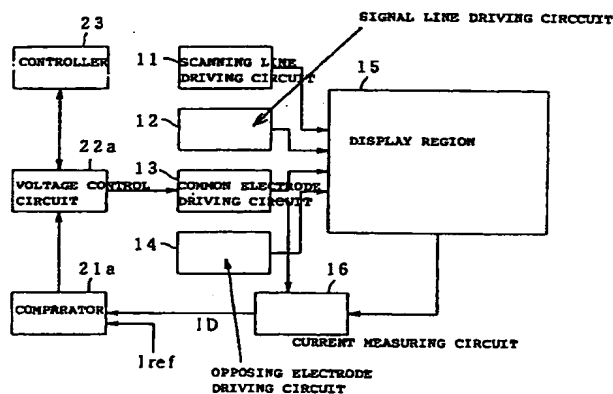 SIGNAL LINE DRIVING CIRCCUIT
23
CONTROLLER
11
SCANNING LINE
DRIVING CIRCUIT
15
12
DISPLAY REGION
22a
VOLTAGE CONTROL
CIRCUIT
13
COMMON ELECTRODE
DRIVING CIRCUIT
14
21a
COMPARATOR
16
ID
Iref
CURRENT MEASURING CIRCUIT
OPPOSING ELECTRODE
DRIVING CIRCUIT